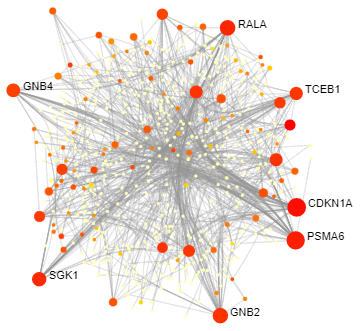 RALA
GNB4
TCEB1
CDKN1A
PSMA6
SGK1
GNB2